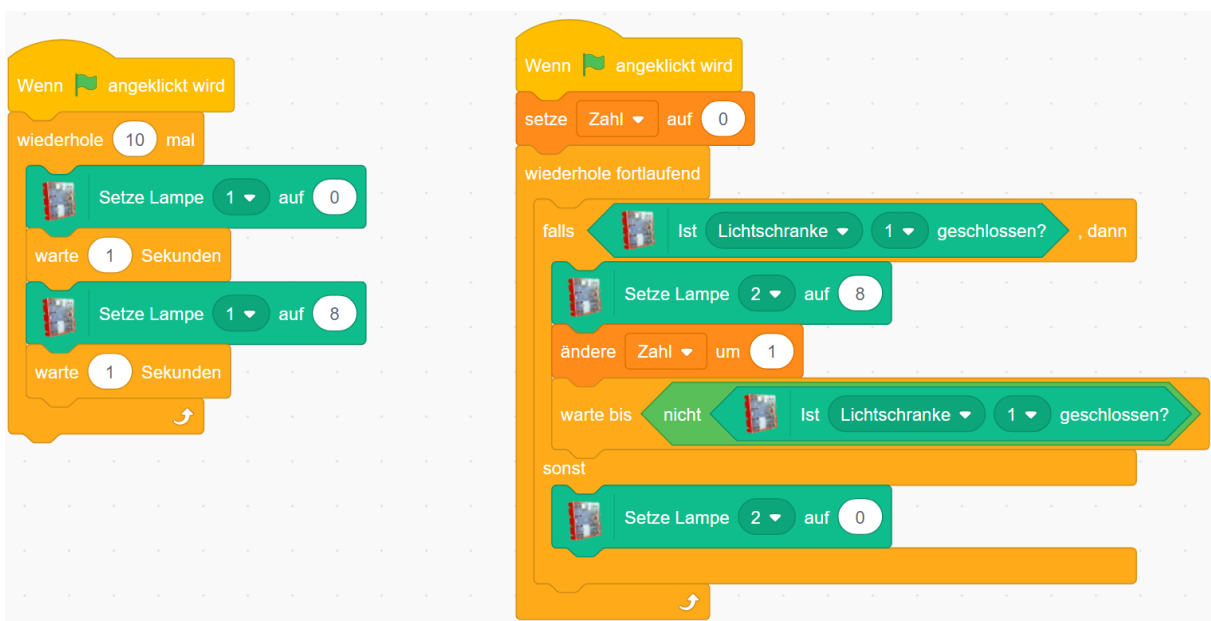 Wenn angeklickt wird
wiederhole 10 mal
Setze Lampe 1 auf 0
warte 1 Sekunden
Setze Lampe 1 auf 8
warte 1 Sekunden
Wenn angeklickt wird
setze Zahl auf 0
wiederhole fortlaufend
falls Ist Lichtschranke 1 geschlossen? , dann
Setze Lampe 2 auf 8
ändere Zahl um 1
warte bis nicht Ist Lichtschranke 1 geschlossen?
sonst
Setze Lampe 2 auf 0